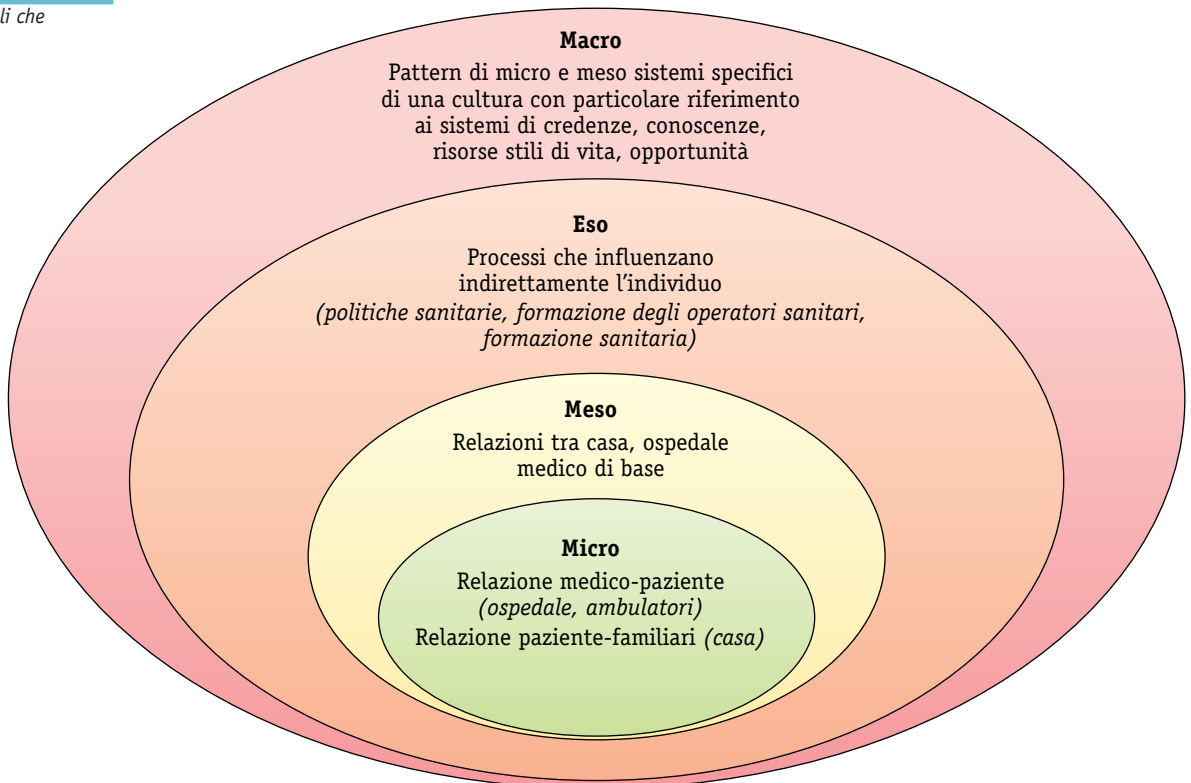 li che
Macro
Pattern di micro e meso sistemi specifici
di una cultura con particolare riferimento
ai sistemi di credenze, conoscenze,
risorse stili di vita, opportunità
Eso
Processi che influenzano
indirettamente l'individuo
(politiche sanitarie, formazione degli operatori sanitari,
formazione sanitaria)
Meso
Relazioni tra casa, ospedale
medico di base
Micro
Relazione medico-paziente
(ospedale, ambulatori)
Relazione paziente-familiari (casa)